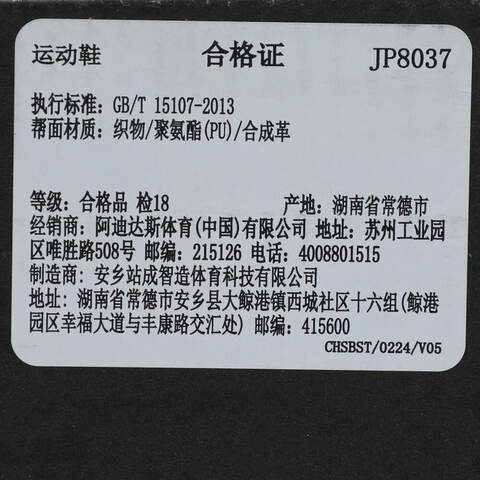 运动鞋 合格证 JP8037
执行标准: GB/T 15107-2013
帮面材质: 织物/聚氨酯(PU)/合成革
等级: 合格品 检18 产地: 湖南省常德市
经销商: 阿迪达斯体育(中国)有限公司 地址: 苏州工业园
区唯胜路508号 邮编: 215126 电话: 4008801515
制造商: 安乡站成智造体育科技有限公司
地址: 湖南省常德市安乡县大鲸港镇西城社区十六组(鲸港
园区幸福大道与丰康路交汇处) 邮编: 415600
CHSBST/0224/V05